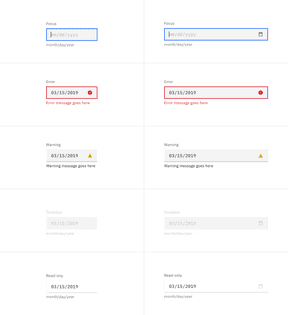 Focus
mm/dd/yyyy
month/day/year
Focus
mm/dd/yyyy
month/day/year
Error
03/15/2019
Error message goes here
Error
03/15/2019
Error message goes here
Warning
03/15/2019
Warning message goes here
Warning
03/15/2019
Warning message goes here
Disabled
03/15/2019
month/day/year
Disabled
03/15/2019
month/day/year
Read only
03/15/2019
month/day/year
Read only
03/15/2019
month/day/year